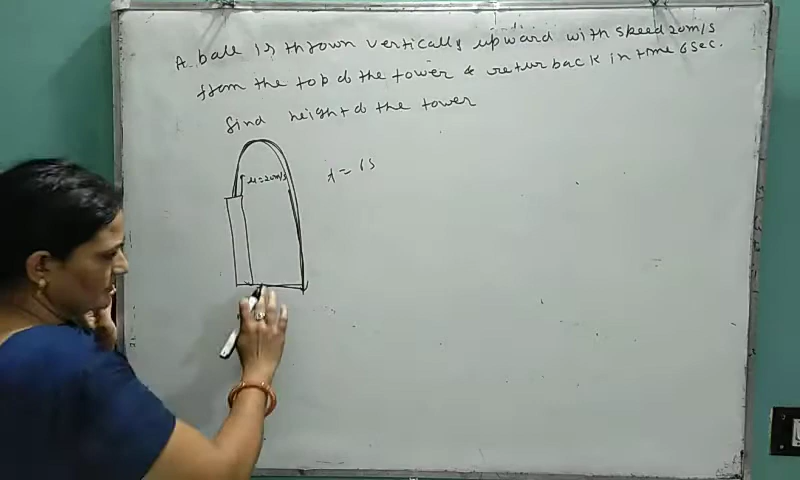 A ball is thrown vertically upward with speed 20m/s
from the top of the tower & retur back in time 6sec.
find height of the tower
u=20m/s
t = 6s